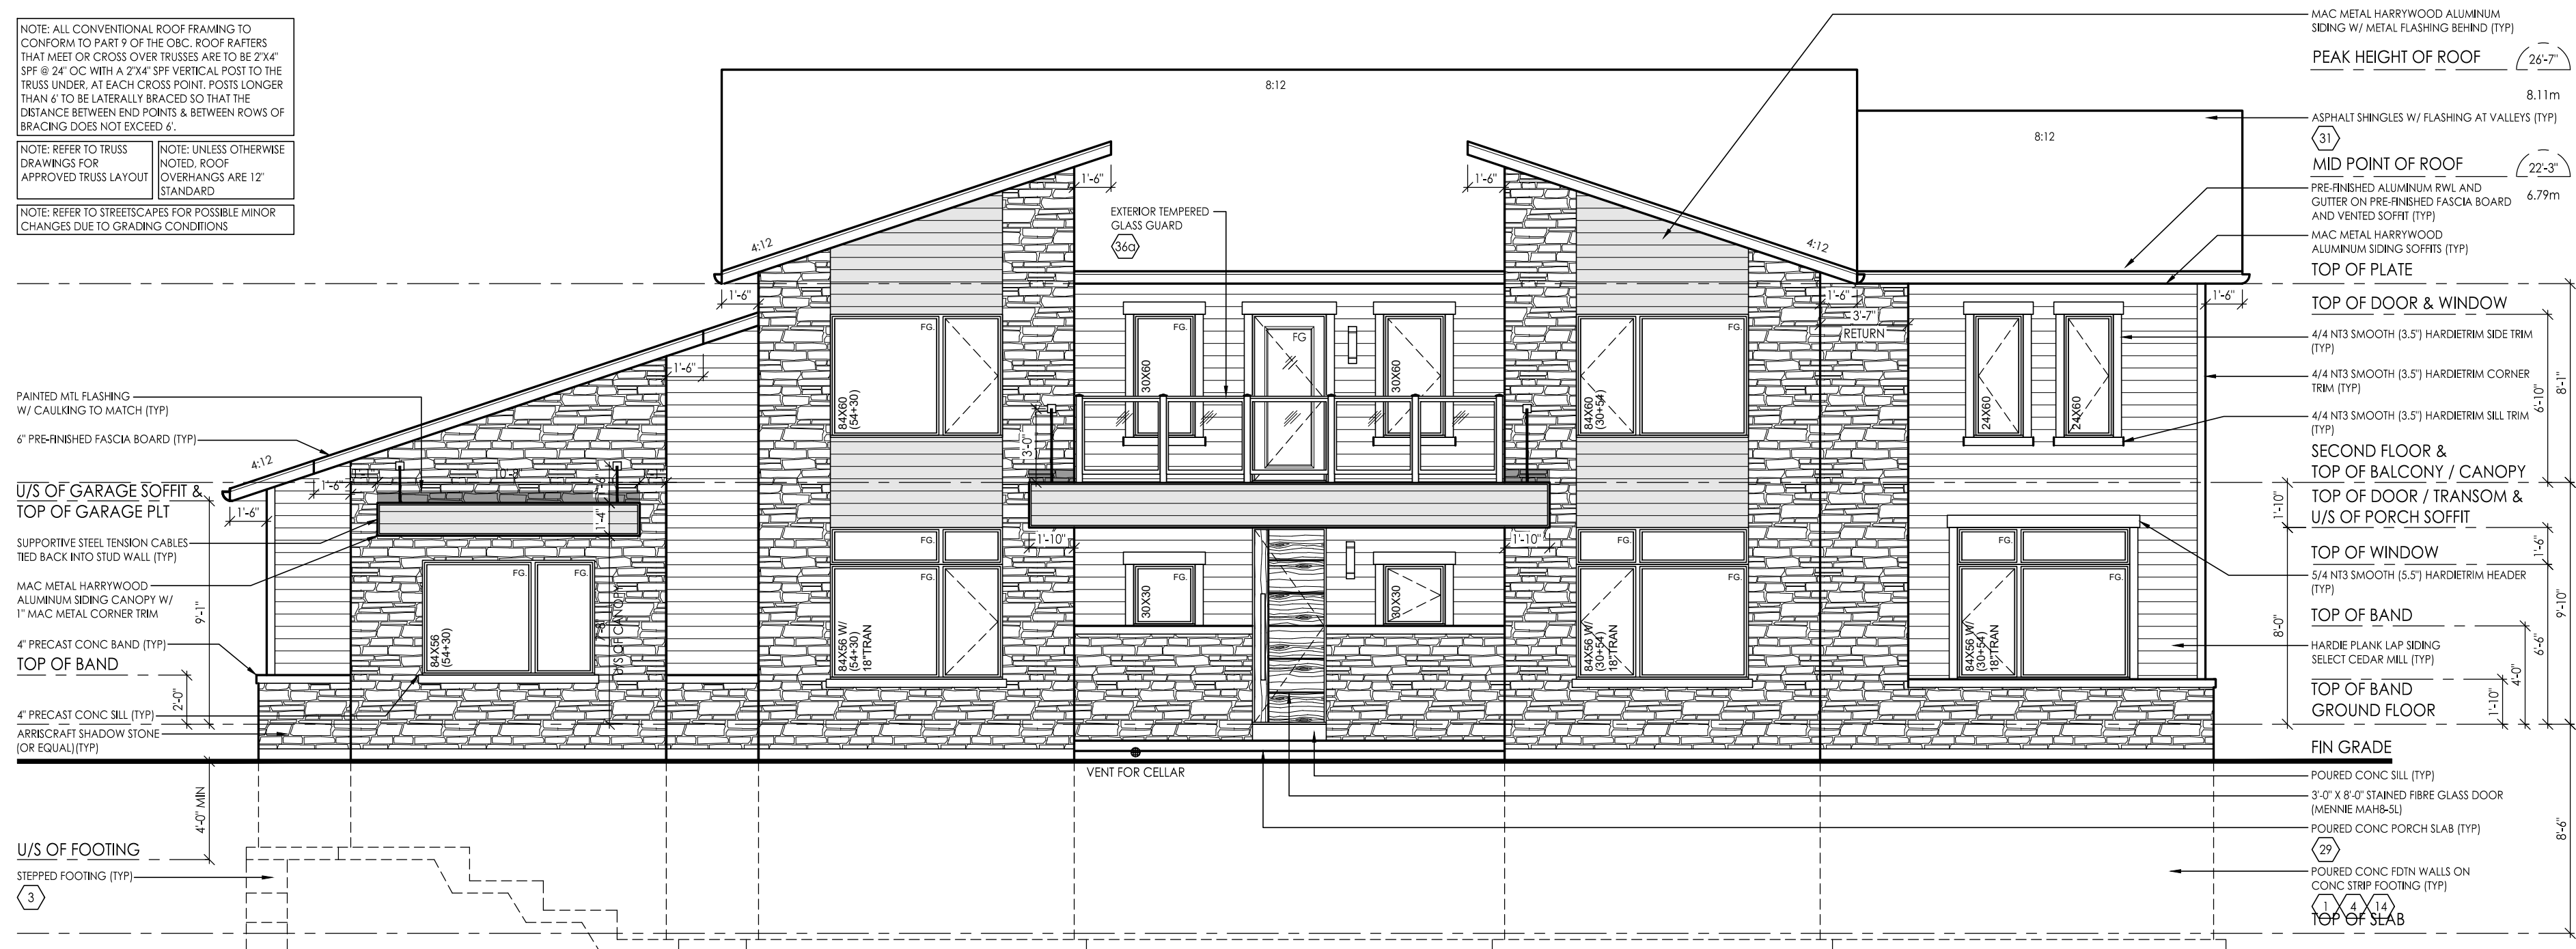 NOTE: ALL CONVENTIONAL ROOF FRAMING TO
CONFORM TO PART 9 OF THE OBC. ROOF RAFTERS
THAT MEET OR CROSS OVER TRUSSES ARE TO BE 2"X4"
SPF @ 24" OC WITH A 2"X4" SPF VERTICAL POST TO THE
TRUSS UNDER, AT EACH CROSS POINT. POSTS LONGER
THAN 6' TO BE LATERALLY BRACED SO THAT THE
DISTANCE BETWEEN END POINTS & BETWEEN ROWS OF
BRACING DOES NOT EXCEED 6'.
NOTE: REFER TO TRUSS
DRAWINGS FOR
APPROVED TRUSS LAYOUT
NOTE: UNLESS OTHERWISE
NOTED, ROOF
OVERHANGS ARE 12"
STANDARD
NOTE: REFER TO STREETSCAPES FOR POSSIBLE MINOR
CHANGES DUE TO GRADING CONDITIONS
PAINTED MTL FLASHING
W/ CAULKING TO MATCH (TYP)
6" PRE-FINISHED FASCIA BOARD (TYP)
4:12
U/S OF GARAGE SOFFIT &
TOP OF GARAGE PLT
1'-6"
1'-6"
SUPPORTIVE STEEL TENSION CABLES
TIED BACK INTO STUD WALL (TYP)
MAC METAL HARRYWOOD
ALUMINUM SIDING CANOPY W/
1" MAC METAL CORNER TRIM
9'-1"
4" PRECAST CONC BAND (TYP)
TOP OF BAND
2'-0"
4" PRECAST CONC SILL (TYP)
ARRISCRAFT SHADOW STONE
(OR EQUAL)(TYP)
4'-0" MIN
U/S OF FOOTING
STEPPED FOOTING (TYP)
3
1'-6"
1'-4"
U/S OF CANOPY
FG.
FG.
84X56
(54+30)
1'-6"
4:12
1'-6"
FG.
84X60
(54+30)
FG.
FG.
84X56 W/
(54+30)
18"TRAN
8:12
1'-6"
1'-6"
EXTERIOR TEMPERED
GLASS GUARD
36a
FG.
30X60
FG
30X60
3'-0"
1'-10"
1'-10"
FG.
30X30
30X30
VENT FOR CELLAR
4:12
1'-6"
3'-7"
RETURN
FG.
84X60
(30+54)
FG.
FG.
84X56 W/
(30+54)
18"TRAN
8:12
1'-6"
24X60
24X60
FG.
FG.
84X56 W/
(30+54)
18"TRAN
MAC METAL HARRYWOOD ALUMINUM
SIDING W/ METAL FLASHING BEHIND (TYP)
PEAK HEIGHT OF ROOF
26'-7"
8.11m
ASPHALT SHINGLES W/ FLASHING AT VALLEYS (TYP)
31
MID POINT OF ROOF
22'-3"
6.79m
PRE-FINISHED ALUMINUM RWL AND
GUTTER ON PRE-FINISHED FASCIA BOARD
AND VENTED SOFFIT (TYP)
MAC METAL HARRYWOOD
ALUMINUM SIDING SOFFITS (TYP)
TOP OF PLATE
TOP OF DOOR & WINDOW
4/4 NT3 SMOOTH (3.5") HARDIETRIM SIDE TRIM
(TYP)
4/4 NT3 SMOOTH (3.5") HARDIETRIM CORNER
TRIM (TYP)
6'-10"
8'-1"
4/4 NT3 SMOOTH (3.5") HARDIETRIM SILL TRIM
(TYP)
SECOND FLOOR &
TOP OF BALCONY / CANOPY
TOP OF DOOR / TRANSOM &
U/S OF PORCH SOFFIT
1'-10"
TOP OF WINDOW
1'-6"
5/4 NT3 SMOOTH (5.5") HARDIETRIM HEADER
(TYP)
TOP OF BAND
8'-0"
9'-10"
HARDIE PLANK LAP SIDING
SELECT CEDAR MILL (TYP)
6'-6"
4'-0"
TOP OF BAND
GROUND FLOOR
1'-10"
FIN GRADE
POURED CONC SILL (TYP)
3'-0" X 8'-0" STAINED FIBRE GLASS DOOR
(MENNIE MAH8-5L)
POURED CONC PORCH SLAB (TYP)
29
8'-6"
POURED CONC FDTN WALLS ON
CONC STRIP FOOTING (TYP)
1 4 14
TOP OF SLAB